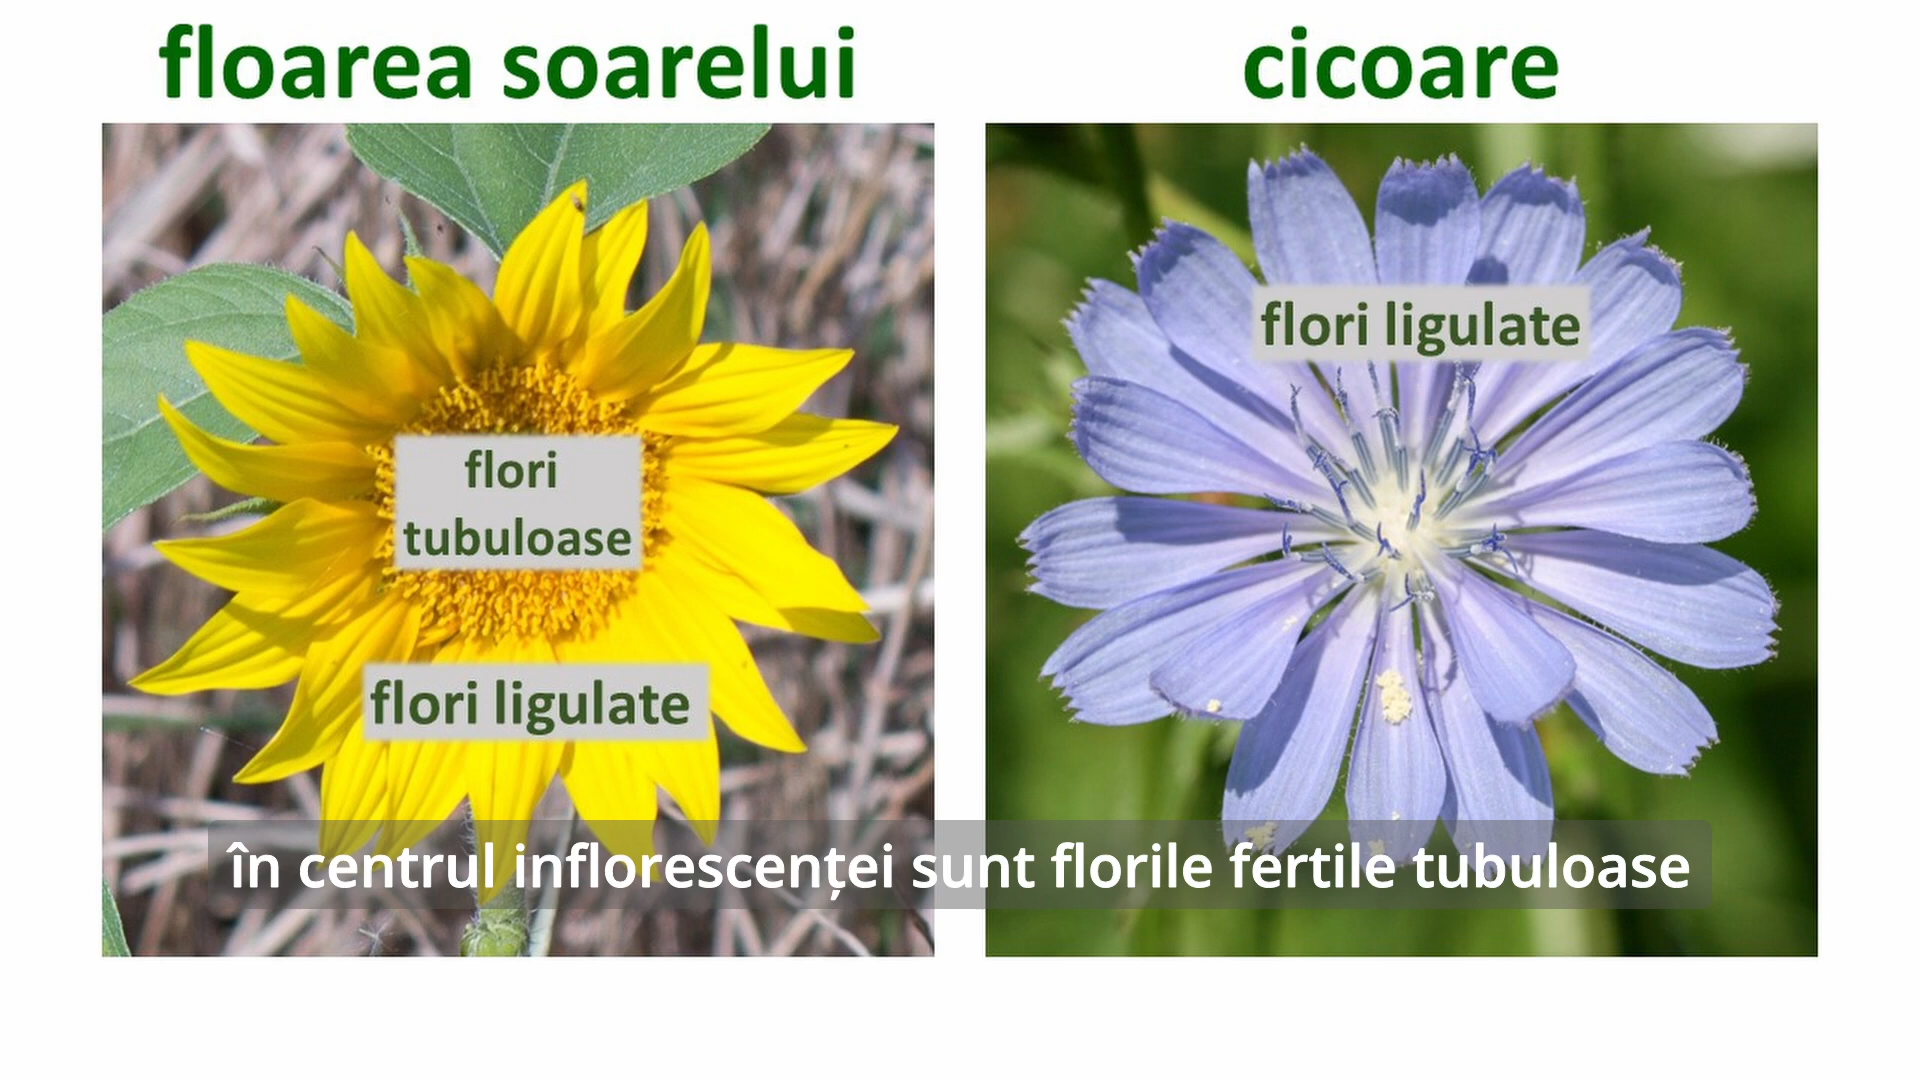 floarea soarelui
cicoare
flori
tubuloase
flori ligulate
flori ligulate
în centrul inflorescenței sunt florile fertile tubuloase